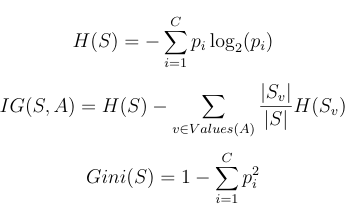 H(S) = -\sum_{i=1}^{C} p_i \log_2(p_i)
IG(S, A) = H(S) - \sum_{v \in Values(A)} \frac{|S_v|}{|S|} H(S_v)
Gini(S) = 1 - \sum_{i=1}^{C} p_i^2